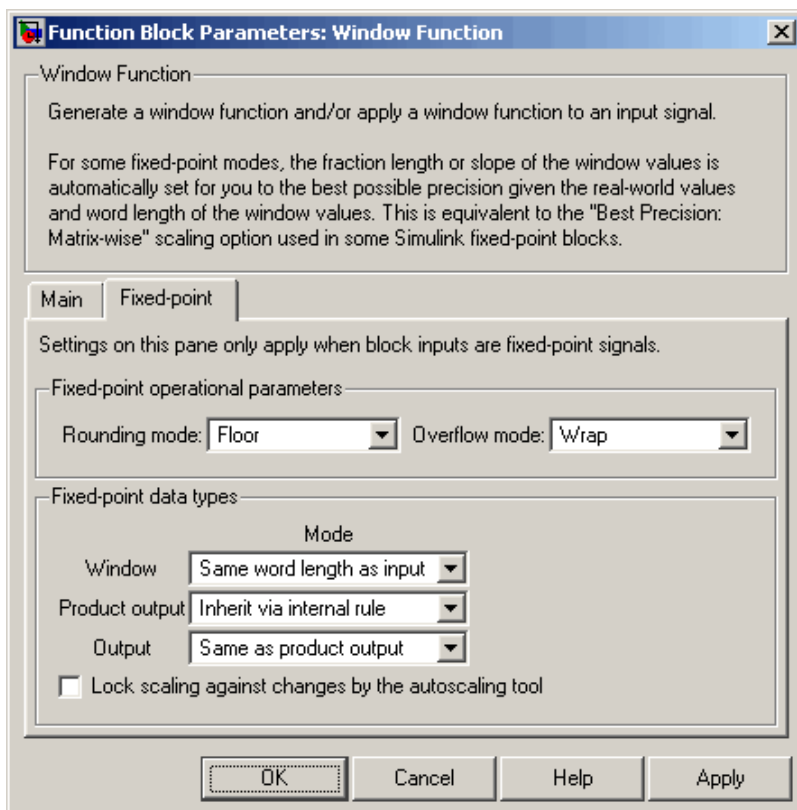 Function Block Parameters: Window Function
Window Function
Generate a window function and/or apply a window function to an input signal.
For some fixed-point modes, the fraction length or slope of the window values is
automatically set for you to the best possible precision given the real-world values
and word length of the window values. This is equivalent to the "Best Precision:
Matrix-wise" scaling option used in some Simulink fixed-point blocks.
Main Fixed-point
Settings on this pane only apply when block inputs are fixed-point signals.
Fixed-point operational parameters
Rounding mode: Floor Overflow mode: Wrap
Fixed-point data types
Mode
Window Same word length as input
Product output Inherit via internal rule
Output Same as product output
Lock scaling against changes by the autoscaling tool
OK Cancel Help Apply